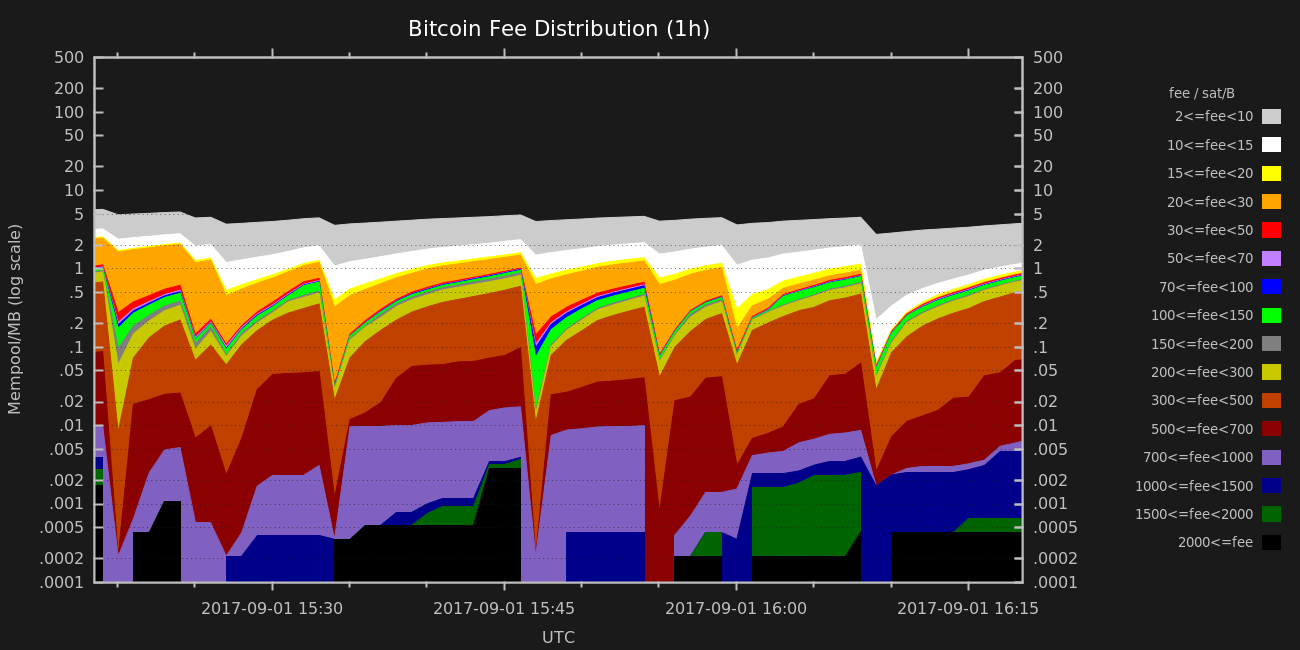 Bitcoin Fee Distribution (1h)
Mempool/MB (log scale)
500
200
100
50
20
10
5
2
1
.5
.2
.1
.05
.02
.01
.005
.002
.001
.0005
.0002
.0001
500
200
100
50
20
10
5
2
1
.5
.2
.1
.05
.02
.01
.005
.002
.001
.0005
.0002
.0001
2017-09-01 15:30
2017-09-01 15:45
2017-09-01 16:00
2017-09-01 16:15
UTC
fee / sat/B
2<=fee<10
10<=fee<15
15<=fee<20
20<=fee<30
30<=fee<50
50<=fee<70
70<=fee<100
100<=fee<150
150<=fee<200
200<=fee<300
300<=fee<500
500<=fee<700
700<=fee<1000
1000<=fee<1500
1500<=fee<2000
2000<=fee